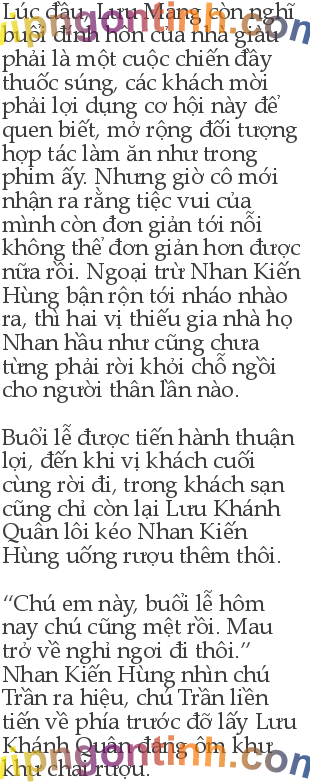 Lúc đầu, Lưu Mang còn nghĩ
buổi đính hôn của nhà giàu
phải là một cuộc chiến đầy
thuốc súng, các khách mời
phải lợi dụng cơ hội này để
quen biết, mở rộng đối tượng
hợp tác làm ăn như trong
phim ấy. Nhưng giờ cô mới
nhận ra rằng tiệc vui của
mình còn đơn giản tới nỗi
không thể đơn giản hơn được
nữa rồi. Ngoại trừ Nhan Kiến
Hùng bận rộn tới nháo nhào
ra, thì hai vị thiếu gia nhà họ
Nhan hầu như cũng chưa
từng phải rời khỏi chỗ ngồi
cho người thân lần nào.
Buổi lễ được tiến hành thuận
lợi, đến khi vị khách cuối
cùng rời đi, trong khách sạn
cũng chỉ còn lại Lưu Khánh
Quân lôi kéo Nhan Kiến
Hùng uống rượu thêm thôi.
“Chú em này, buổi lễ hôm
nay chú cũng mệt rồi. Mau
trở về nghỉ ngơi đi thôi.”
Nhan Kiến Hùng nhìn chú
Trần ra hiệu, chú Trần liền
tiến về phía trước đỡ lấy Lưu
Khánh Quân đang ôm khư
khư chai rượu.